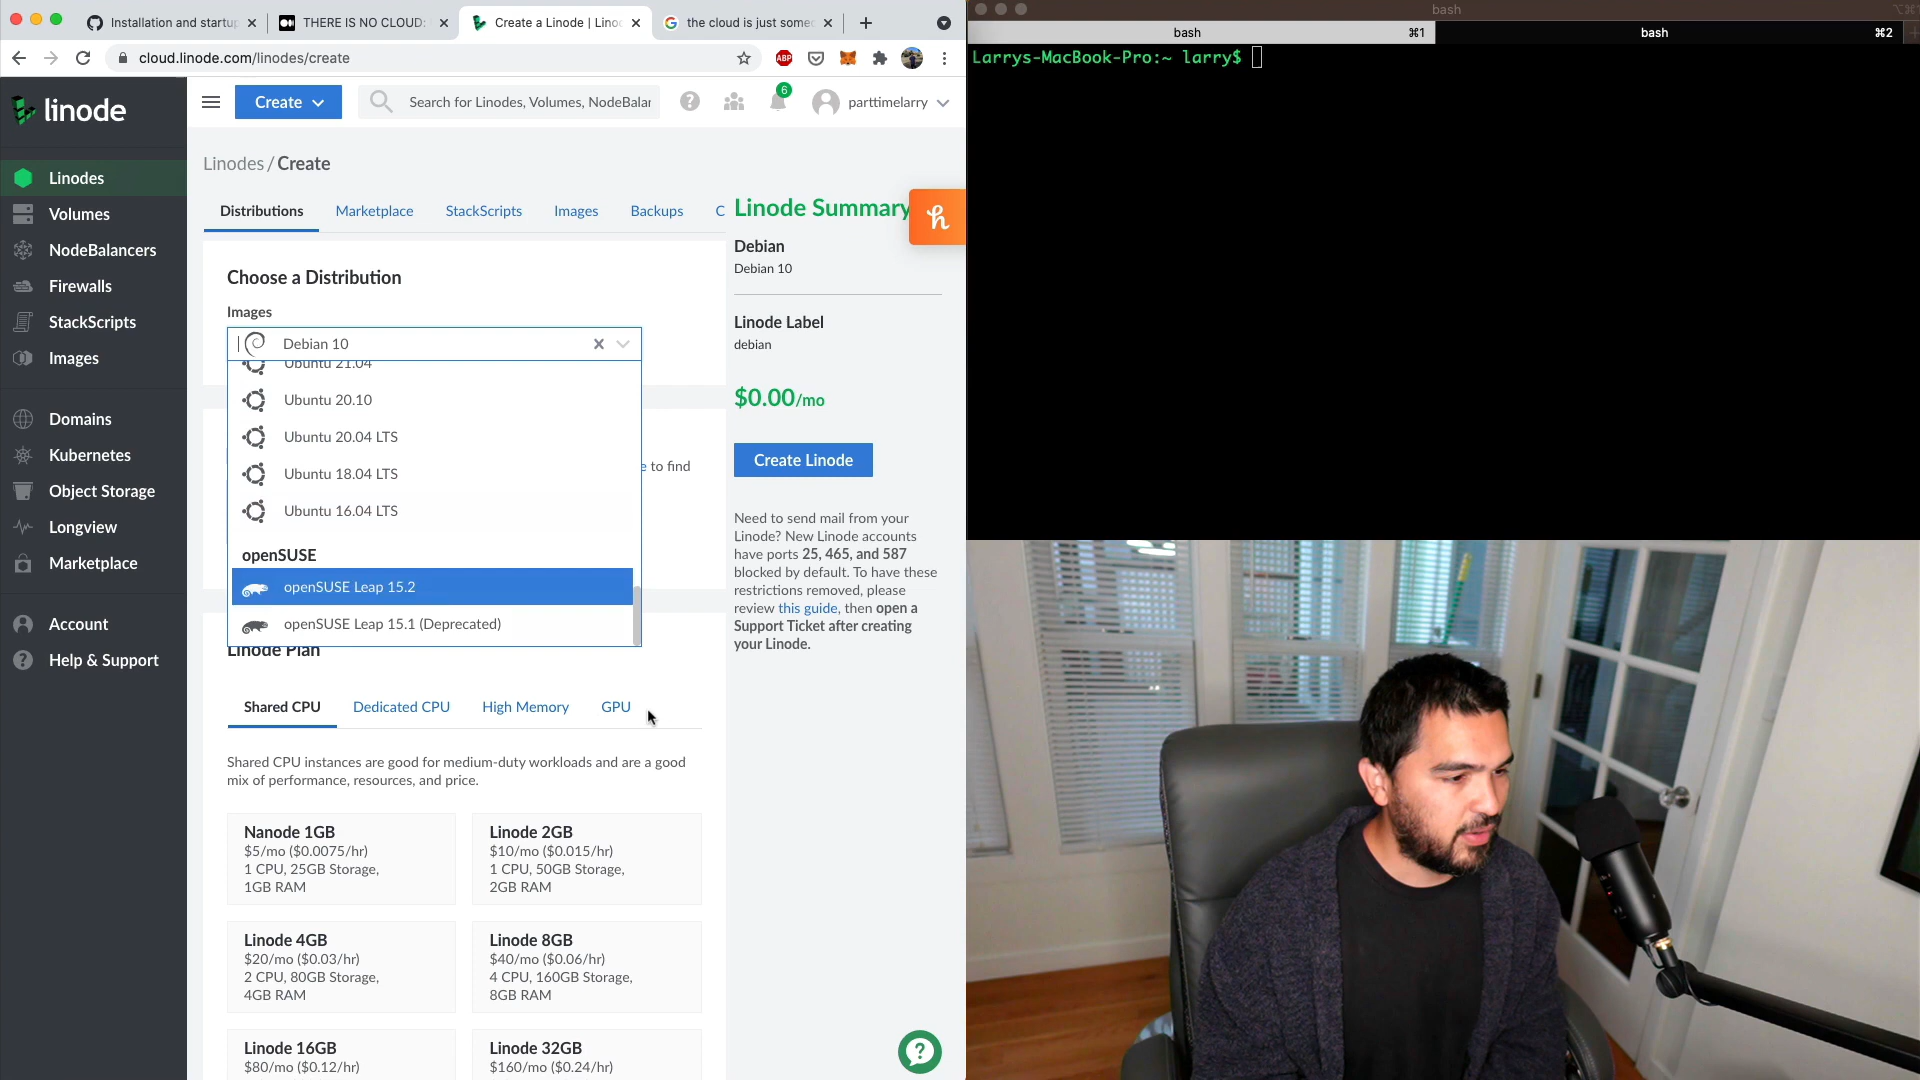 Installation and startup
THERE IS NO CLOUD:
Create a Linode | Lino
the cloud is just some
cloud.linode.com/linodes/create
ABP
linode
Create
Search for Linodes, Volumes, NodeBalan
6
parttimelarry
Linodes
Volumes
NodeBalancers
Firewalls
StackScripts
Images
Domains
Kubernetes
Object Storage
Longview
Marketplace
Account
Help & Support
Linodes / Create
Distributions
Marketplace
StackScripts
Images
Backups
C
Choose a Distribution
Images
Debian 10
Ubuntu 21.04
Ubuntu 20.10
Ubuntu 20.04 LTS
Ubuntu 18.04 LTS
Ubuntu 16.04 LTS
openSUSE
openSUSE Leap 15.2
openSUSE Leap 15.1 (Deprecated)
e to find
Linode Plan
Shared CPU
Dedicated CPU
High Memory
GPU
Shared CPU instances are good for medium-duty workloads and are a good
mix of performance, resources, and price.
Nanode 1GB
$5/mo ($0.0075/hr)
1 CPU, 25GB Storage,
1GB RAM
Linode 2GB
$10/mo ($0.015/hr)
1 CPU, 50GB Storage,
2GB RAM
Linode 4GB
$20/mo ($0.03/hr)
2 CPU, 80GB Storage,
4GB RAM
Linode 8GB
$40/mo ($0.06/hr)
4 CPU, 160GB Storage,
8GB RAM
Linode 16GB
$80/mo ($0.12/hr)
Linode 32GB
$160/mo ($0.24/hr)
Linode Summary
Debian
Debian 10
Linode Label
debian
$0.00/mo
Create Linode
Need to send mail from your
Linode? New Linode accounts
have ports 25, 465, and 587
blocked by default. To have these
restrictions removed, please
review this guide, then open a
Support Ticket after creating
your Linode.
bash
⌥⌘1
bash
⌘1
bash
⌘2
Larrys-MacBook-Pro:~ larry$